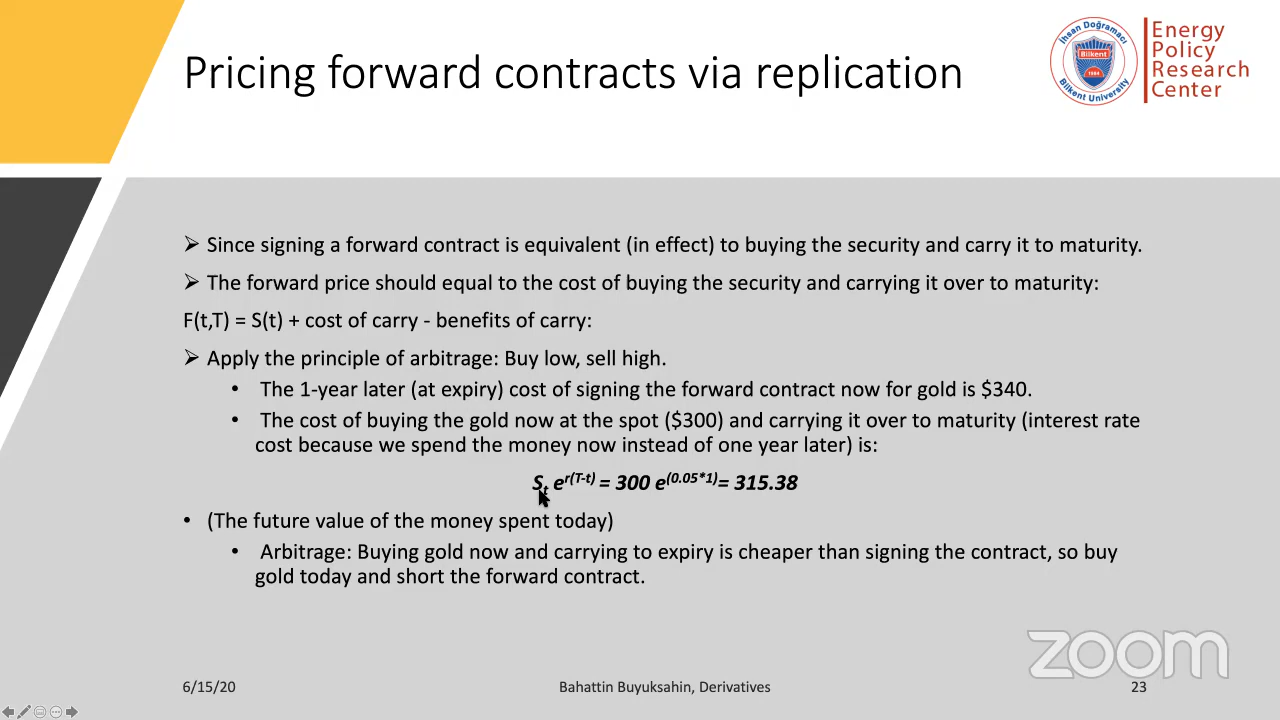 Pricing forward contracts via replication
İhsan Doğramacı
Bilkent
1984
Bilkent University
Energy
Policy
Research
Center
➢ Since signing a forward contract is equivalent (in effect) to buying the security and carry it to maturity.
➢ The forward price should equal to the cost of buying the security and carrying it over to maturity:
F(t,T) = S(t) + cost of carry - benefits of carry:
➢ Apply the principle of arbitrage: Buy low, sell high.
• The 1-year later (at expiry) cost of signing the forward contract now for gold is $340.
• The cost of buying the gold now at the spot ($300) and carrying it over to maturity (interest rate
cost because we spend the money now instead of one year later) is:
S_t e^r(T-t) = 300 e^(0.05*1)= 315.38
• (The future value of the money spent today)
• Arbitrage: Buying gold now and carrying to expiry is cheaper than signing the contract, so buy
gold today and short the forward contract.
zoom
6/15/20
Bahattin Buyuksahin, Derivatives
23